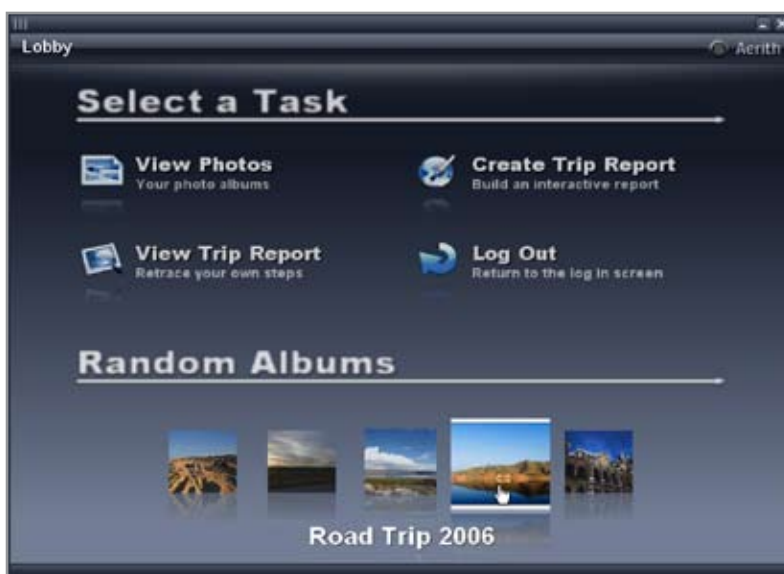 Lobby
Aerith
Select a Task
View Photos
Your photo albums
Create Trip Report
Build an interactive report
View Trip Report
Retrace your own steps
Log Out
Return to the log in screen
Random Albums
Road Trip 2006